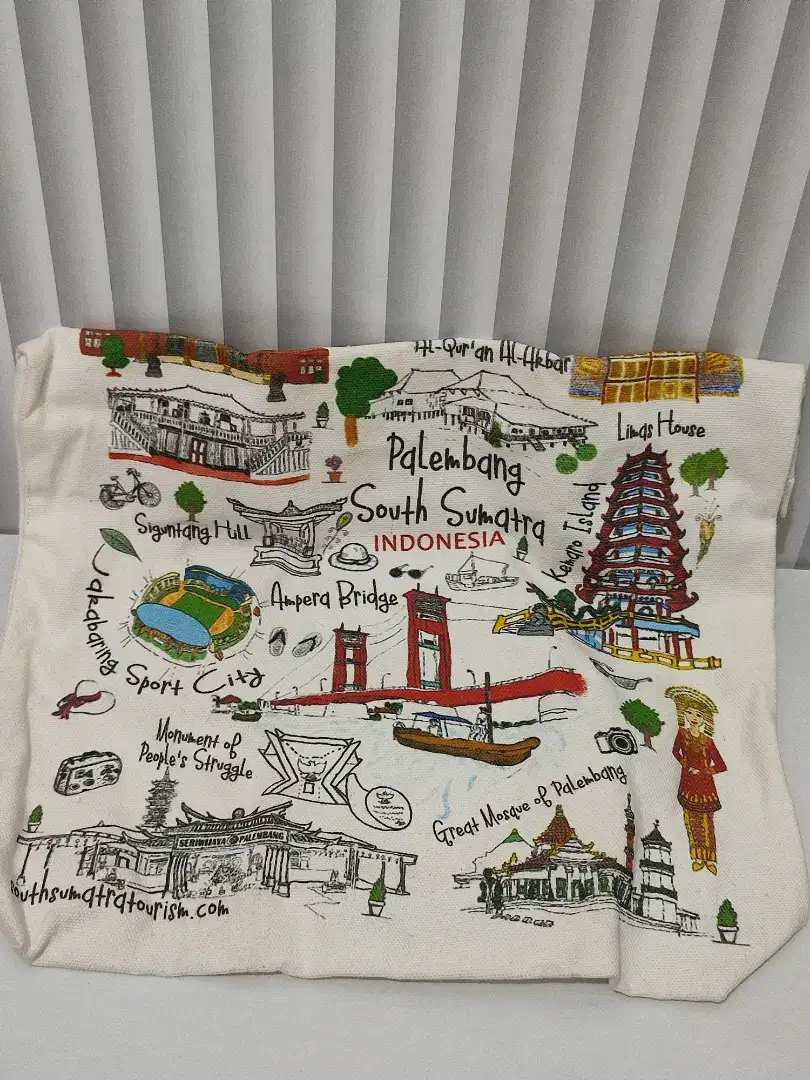 Al-Qur'an Al-Akbar
Limas House
Palembang
South Sumatra
INDONESIA
Siguntang Hill
Kemaro Island
Ampera Bridge
Jakabaring
Sport City
Monument of
People's Struggle
Great Mosque of Palembang
SERIWIJAYA PALEMBANG
southsumatratourism.com